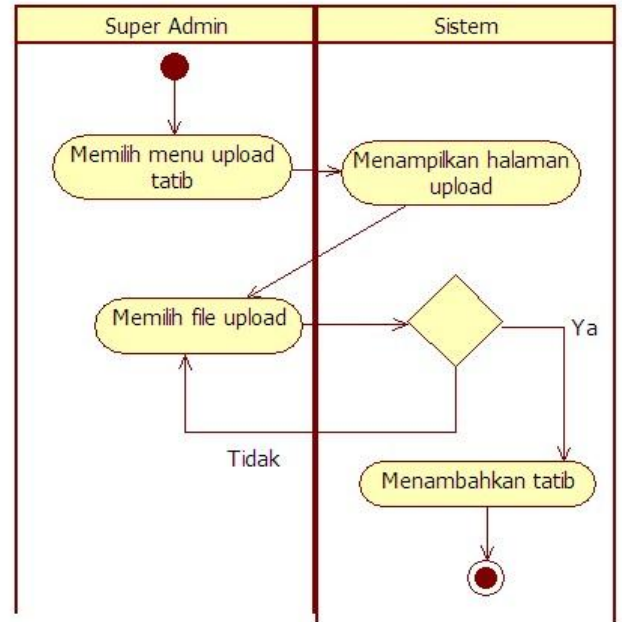 Super Admin
Sistem
Memilih menu upload
tatib
Menampilkan halaman
upload
Memilih file upload
Ya
Tidak
Menambahkan tatib